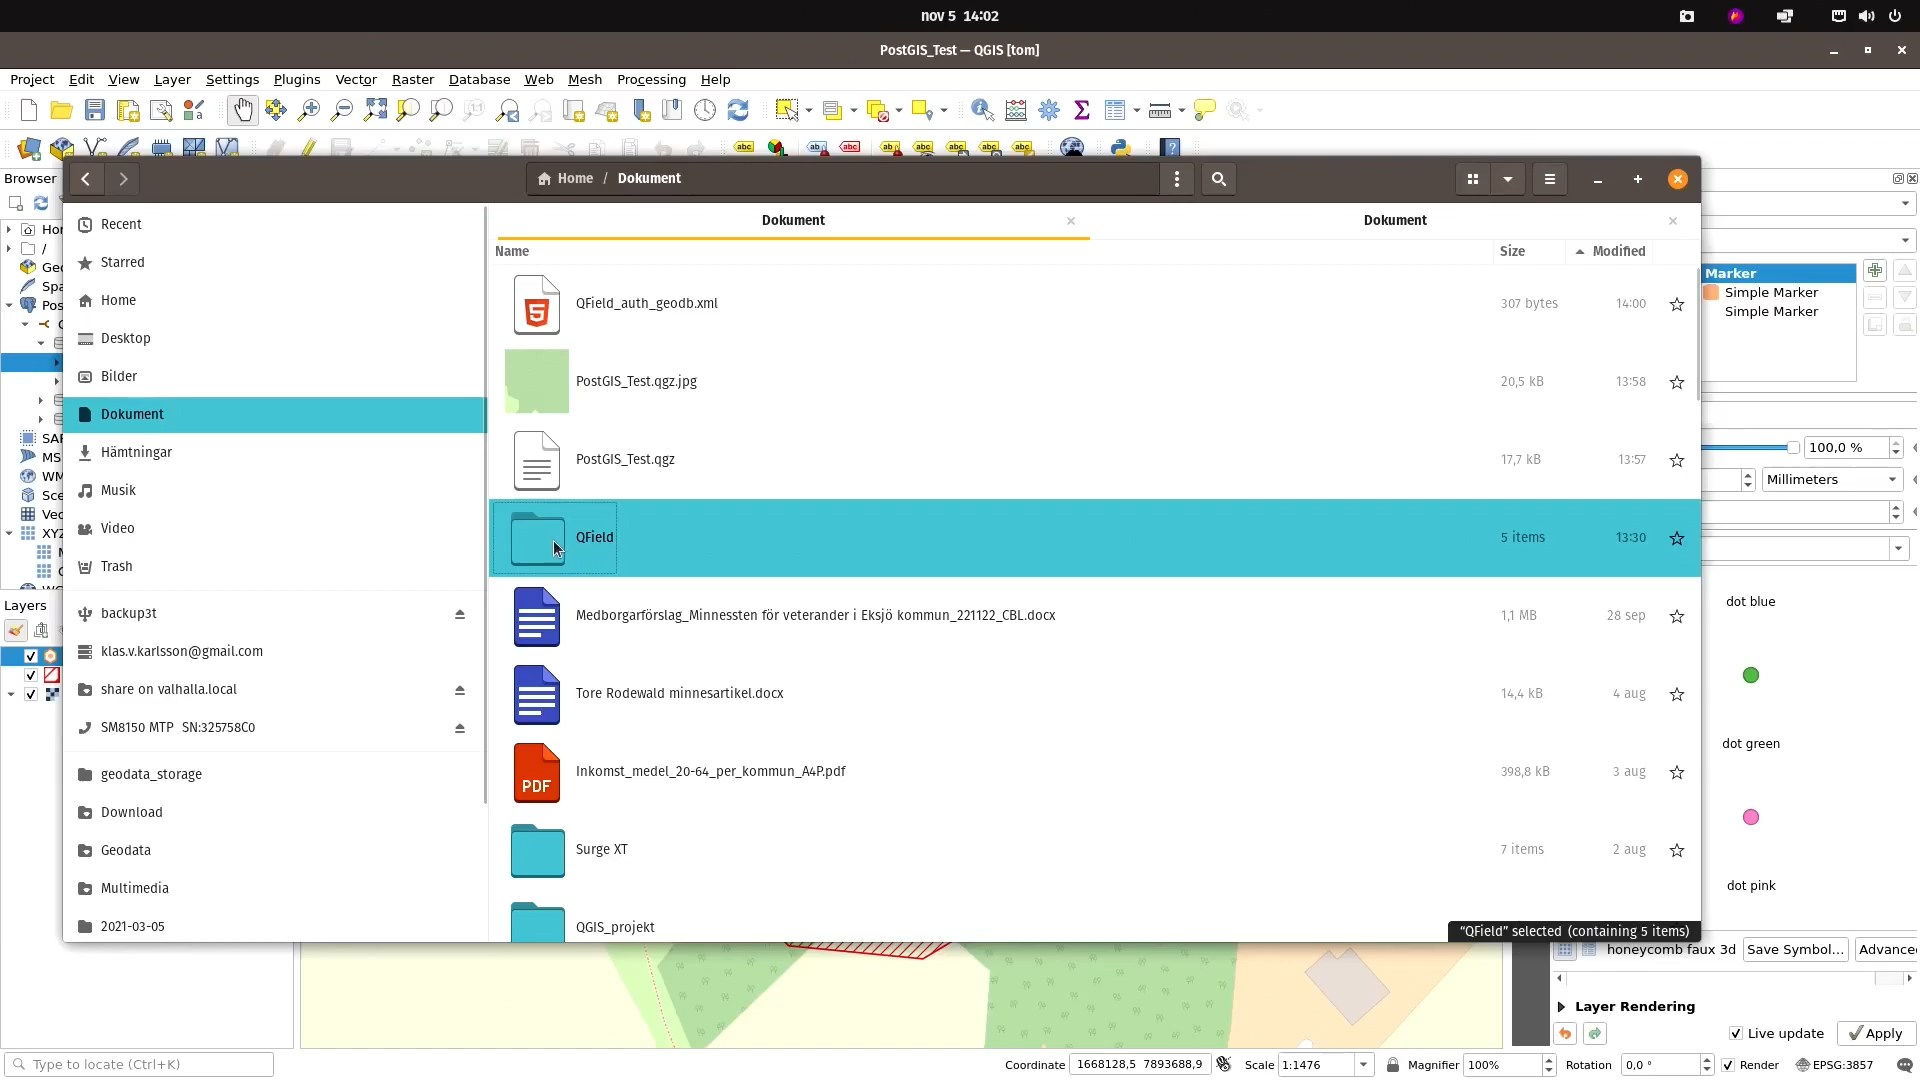 nov 5 14:02
PostGIS_Test — QGIS [tom]
Project Edit View Layer Settings Plugins Vector Raster Database Web Mesh Processing Help
Browser
Home / Dokument
Recent
Starred
Home
Desktop
Bilder
Dokument
Hämtningar
Musik
Video
Trash
backup3t
klas.v.karlsson@gmail.com
share on valhalla.local
SM8150 MTP SN:325758C0
geodata_storage
Download
Geodata
Multimedia
2021-03-05
Dokument
Dokument
Name Size Modified
QField_auth_geodb.xml 307 bytes 14:00
PostGIS_Test.qgz.jpg 20,5 kB 13:58
PostGIS_Test.qgz 17,7 kB 13:57
QField 5 items 13:30
Medborgarförslag_Minnessten för veterander i Eksjö kommun_221122_CBL.docx 1,1 MB 28 sep
Tore Rodewald minnesartikel.docx 14,4 kB 4 aug
PDF
Inkomst_medel_20-64_per_kommun_A4P.pdf 398,8 kB 3 aug
Surge XT 7 items 2 aug
QGIS_projekt
“QField” selected (containing 5 items)
Layers
Marker
Simple Marker
Simple Marker
100,0 %
Millimeters
dot blue
dot green
dot pink
honeycomb faux 3d Save Symbol...
Layer Rendering
Live update Apply
Type to locate (Ctrl+K)
Coordinate 1668128,5 7893688,9 Scale 1:1476 Magnifier 100% Rotation 0,0 ° Render EPSG:3857